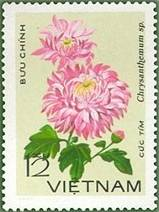 BƯU CHÍNH
Chrysanthemum sp.
CÚC TÍM
12
VIỆTNAM